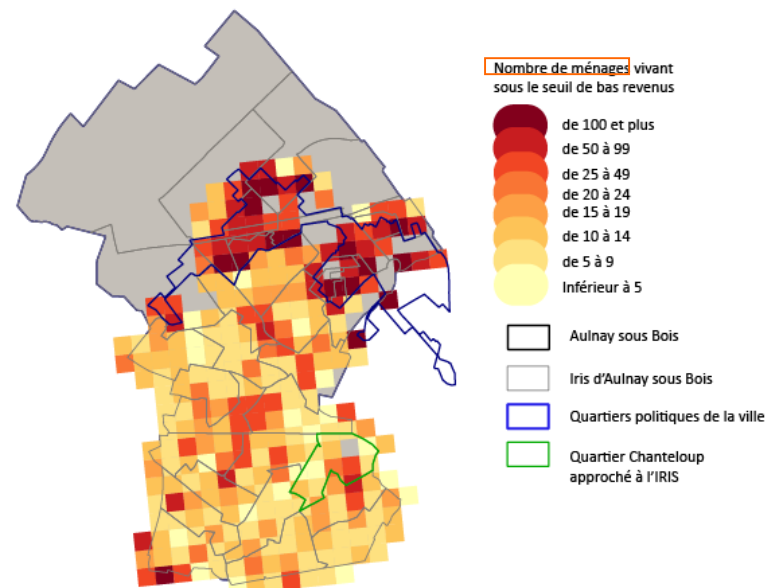 Nombre de ménages vivant
sous le seuil de bas revenus
de 100 et plus
de 50 à 99
de 25 à 49
de 20 à 24
de 15 à 19
de 10 à 14
de 5 à 9
Inférieur à 5
Aulnay sous Bois
Iris d'Aulnay sous Bois
Quartiers politiques de la ville
Quartier Chanteloup
approché à l'IRIS